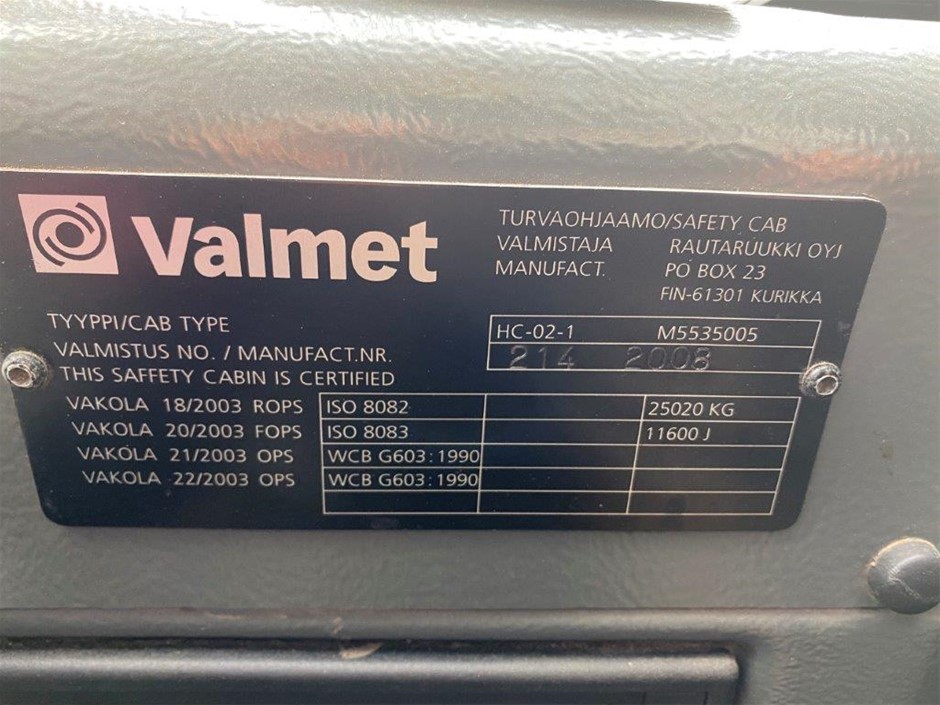 Valmet
TURVAOHJAAMO/SAFETY CAB
VALMISTAJA RAUTARUUKKI OYJ
MANUFACT. PO BOX 23
FIN-61301 KURIKKA
TYYPPI/CAB TYPE HC-02-1 M5535005
VALMISTUS NO. / MANUFACT.NR. 214 2008
THIS SAFFETY CABIN IS CERTIFIED
VAKOLA 18/2003 ROPS ISO 8082 25020 KG
VAKOLA 20/2003 FOPS ISO 8083 11600 J
VAKOLA 21/2003 OPS WCB G603:1990
VAKOLA 22/2003 OPS WCB G603:1990